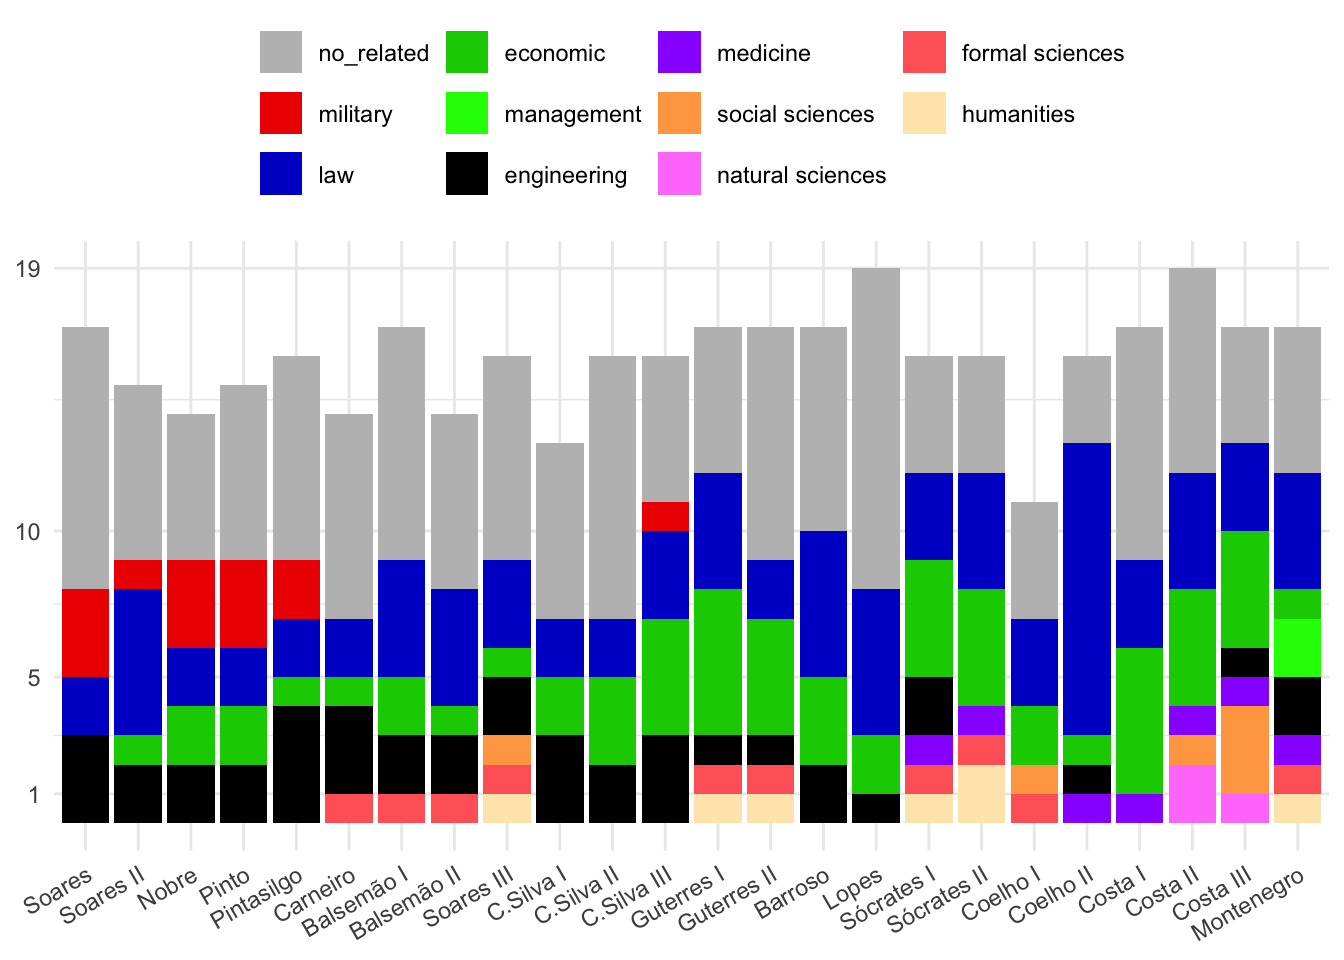 no_related economic medicine formal sciences
military management social sciences humanities
law engineering natural sciences
19
10
5
1
Soares Soares II Nobre Pinto Pintasilgo Carneiro Balsemão I Balsemão II Soares III C.Silva I C.Silva II C.Silva III Guterres I Guterres II Barroso Lopes Sócrates I Sócrates II Coelho I Coelho II Costa I Costa II Costa III Montenegro